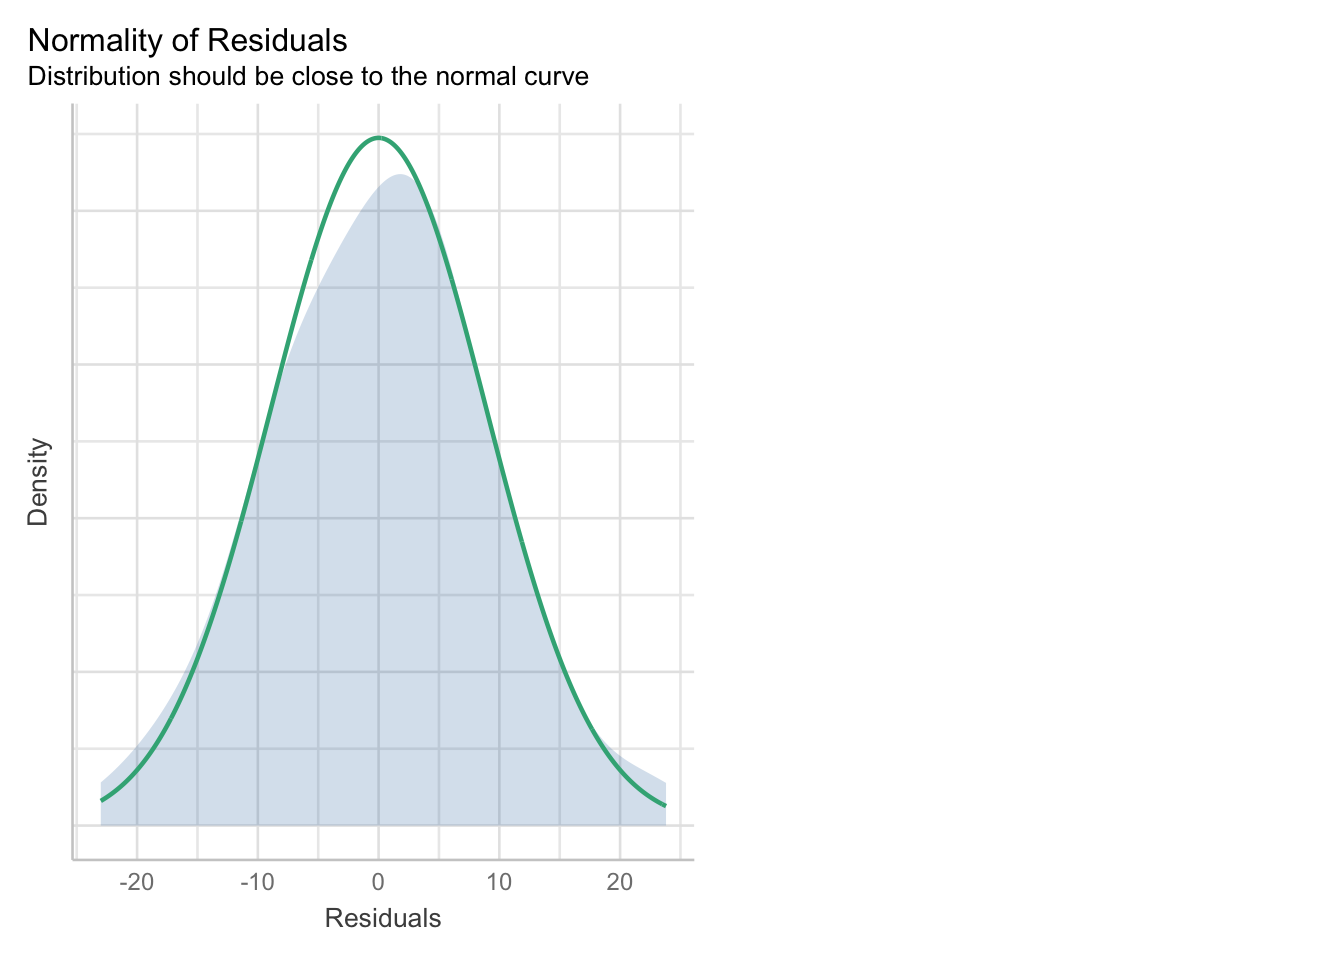 Normality of Residuals
Distribution should be close to the normal curve
Density
-20 -10 0 10 20
Residuals